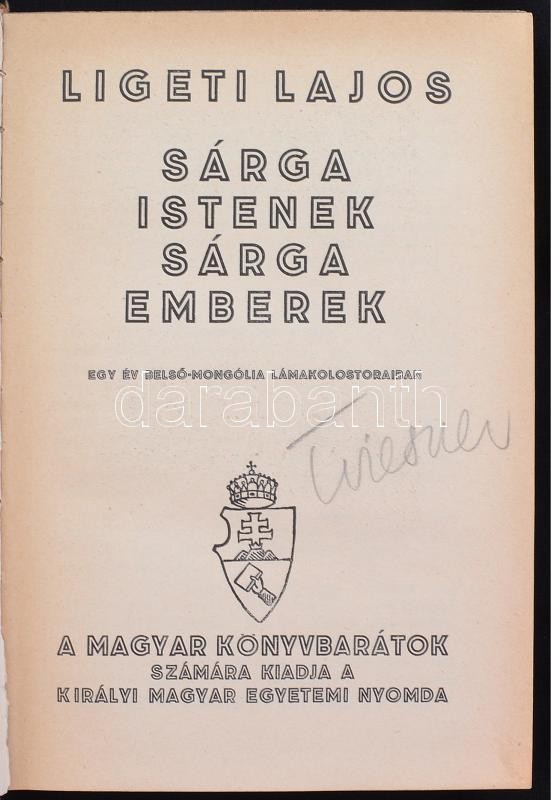 LIGETI LAJOS
SÁRGA
ISTENEK
SÁRGA
EMBEREK
EGY ÉV BELSŐ-MONGÓLIA LÁMAKOLOSTORAIBAN
darabanth
A MAGYAR KÖNYVBARÁTOK
SZÁMÁRA KIADJA A
KIRÁLYI MAGYAR EGYETEMI NYOMDA